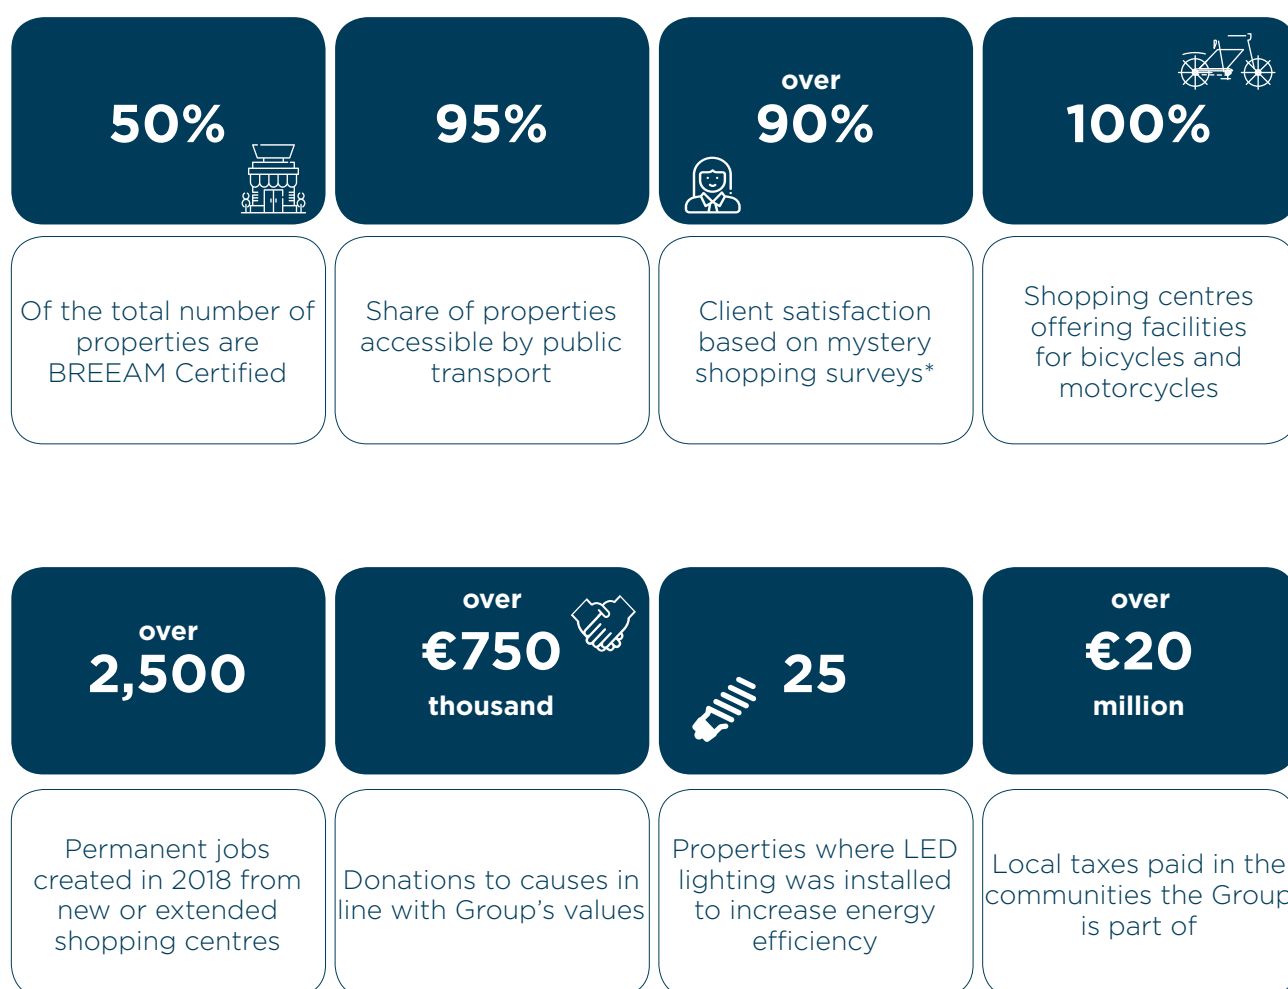 50%
95%
over
90%
100%
Of the total number of
properties are
BREEAM Certified
Share of properties
accessible by public
transport
Client satisfaction
based on mystery
shopping surveys*
Shopping centres
offering facilities
for bicycles and
motorcycles
over
2,500
over
€750
thousand
25
over
€20
million
Permanent jobs
created in 2018 from
new or extended
shopping centres
Donations to causes in
line with Group’s values
Properties where LED
lighting was installed
to increase energy
efficiency
Local taxes paid in the
communities the Group
is part of